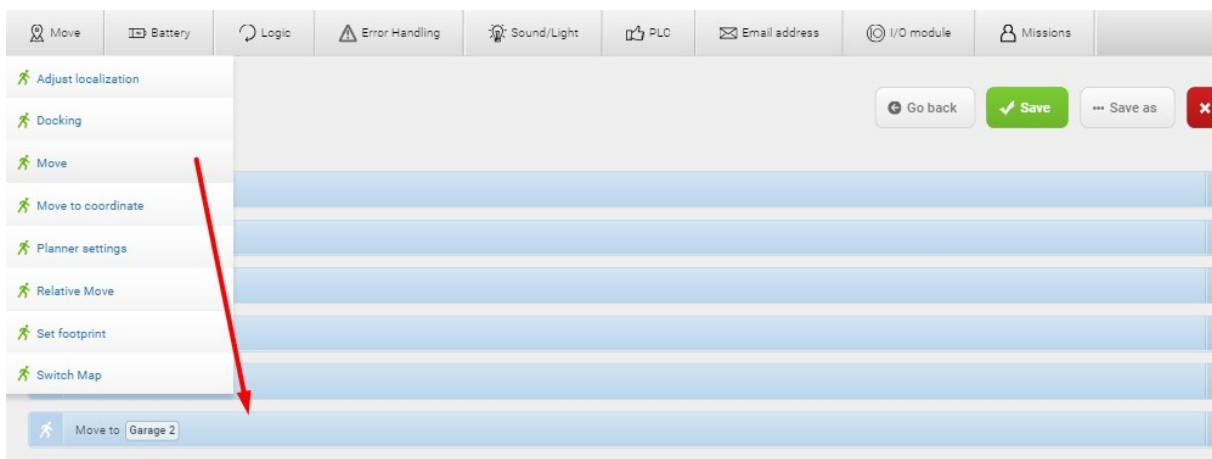 Move Battery Logic Error Handling Sound/Light PLC Email address I/O module Missions
Adjust localization
Docking
Move
Move to coordinate
Planner settings
Relative Move
Set footprint
Switch Map
Go back Save Save as
Move to Garage 2